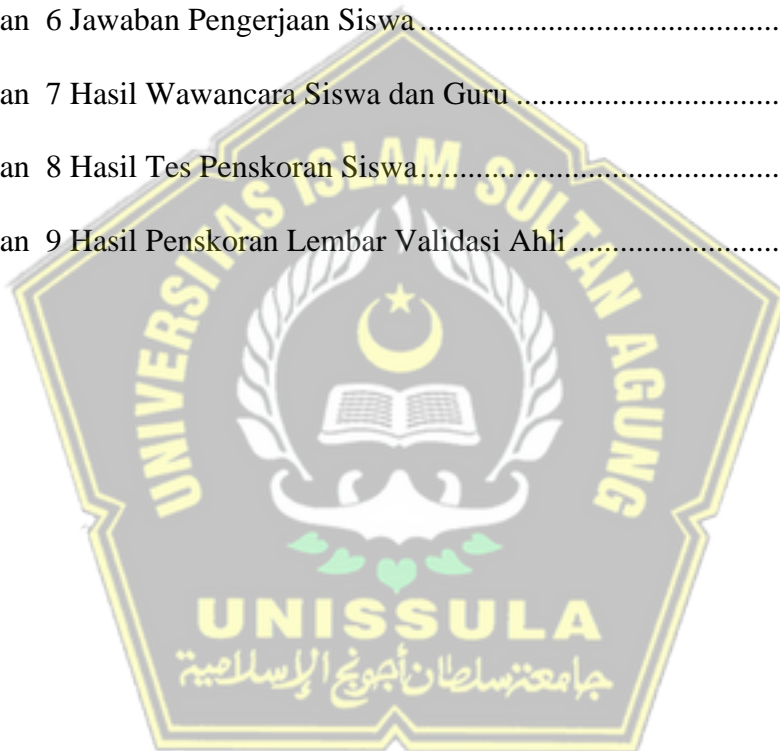 an 6 Jawaban Pengerjaan Siswa ..........................................
an 7 Hasil Wawancara Siswa dan Guru ..............................
an 8 Hasil Tes Penskoran Siswa..........................................
an 9 Hasil Penskoran Lembar Validasi Ahli ........................
UNIVERSITAS ISLAM SULTAN AGUNG
UNISSULA
جامعة سلطان أجونج الإسلامية